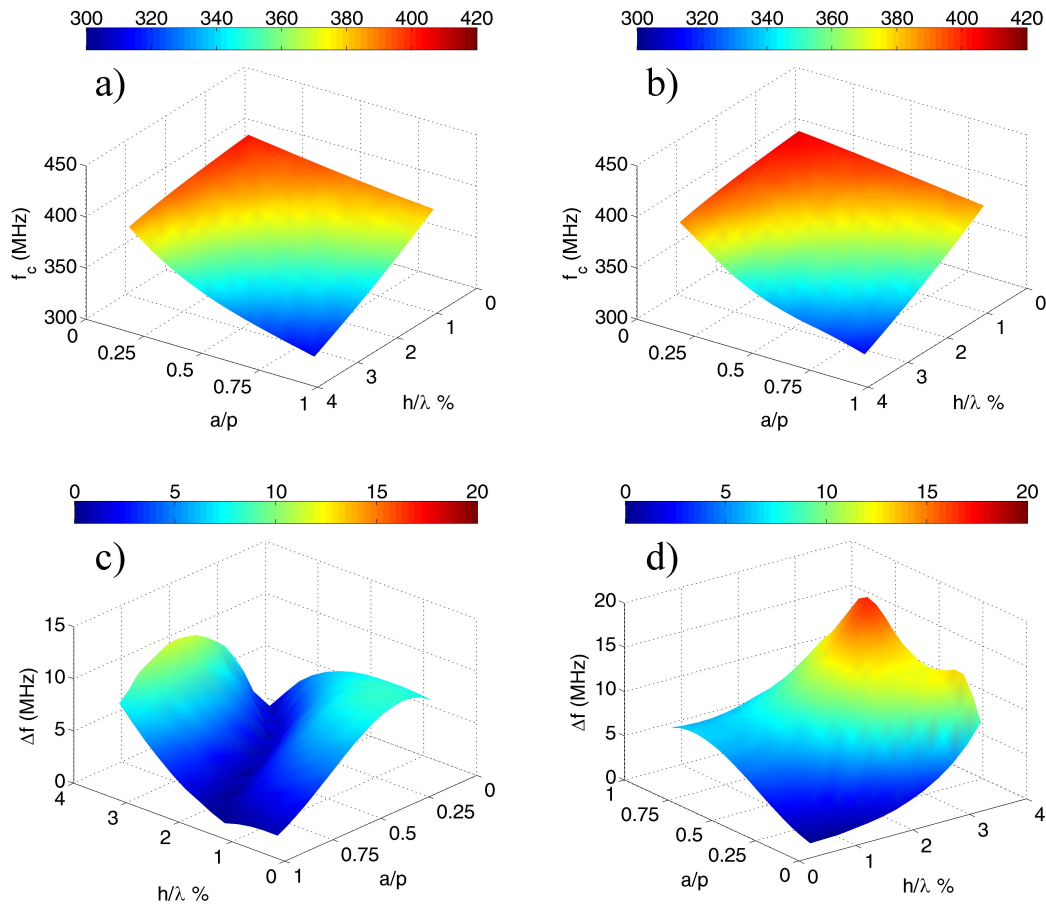 300 320 340 360 380 400 420
a)
450
400
350
300
f_c (MHz)
0 0.25 0.5 0.75 1
a/p
4 3 2 1 0
h/λ %
300 320 340 360 380 400 420
b)
450
400
350
300
f_c (MHz)
0 0.25 0.5 0.75 1
a/p
4 3 2 1 0
h/λ %
0 5 10 15 20
c)
15
10
5
0
Δf (MHz)
4 3 2 1 0
h/λ %
1 0.75 0.5 0.25 0
a/p
0 5 10 15 20
d)
20
15
10
5
0
Δf (MHz)
1 0.75 0.5 0.25 0
a/p
0 1 2 3 4
h/λ %